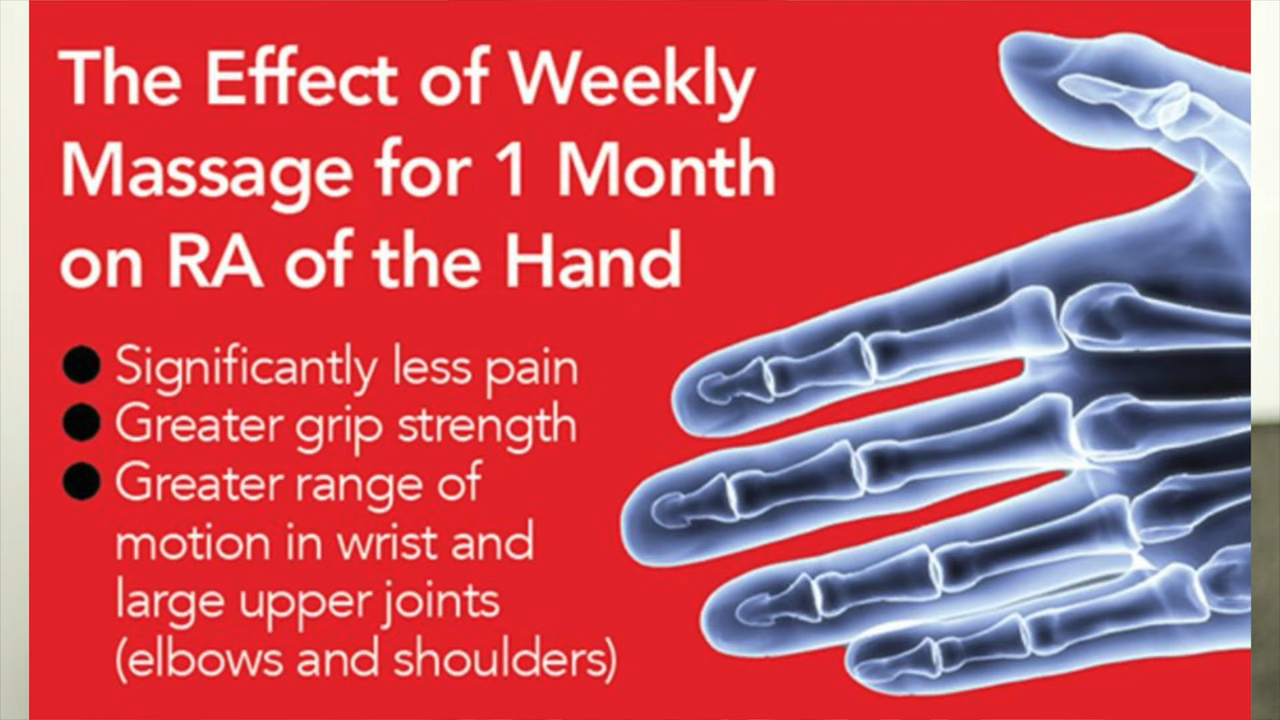 The Effect of Weekly
Massage for 1 Month
on RA of the Hand
● Significantly less pain
● Greater grip strength
● Greater range of
motion in wrist and
large upper joints
(elbows and shoulders)